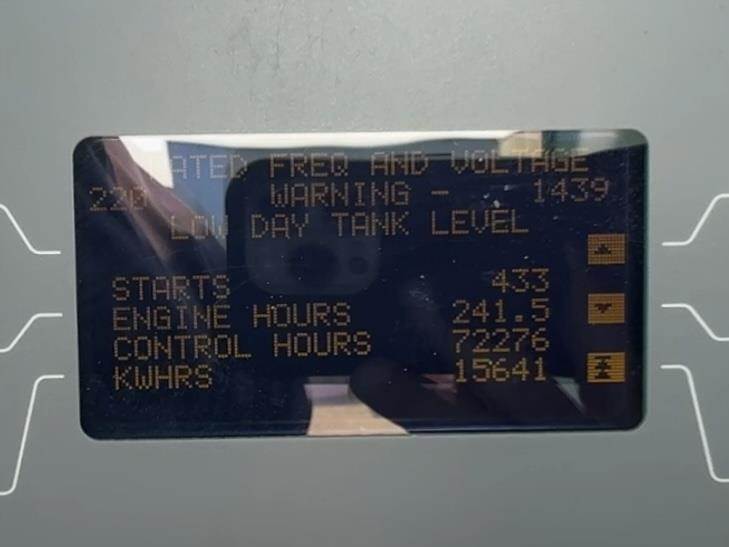 RATED FREQ AND VOLTAGE
220 WARNING - 1439
LOW DAY TANK LEVEL
STARTS 433
ENGINE HOURS 241.5
CONTROL HOURS 72276
KWHRS 15641